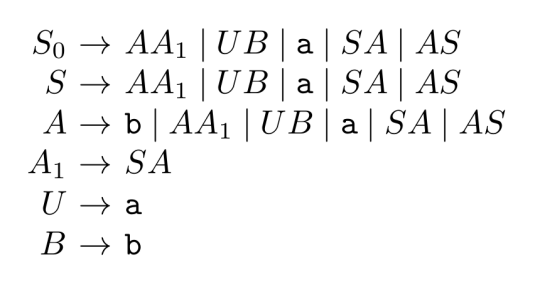 S₀ → AA₁ | UB | a | SA | AS
S → AA₁ | UB | a | SA | AS
A → b | AA₁ | UB | a | SA | AS
A₁ → SA
U → a
B → b